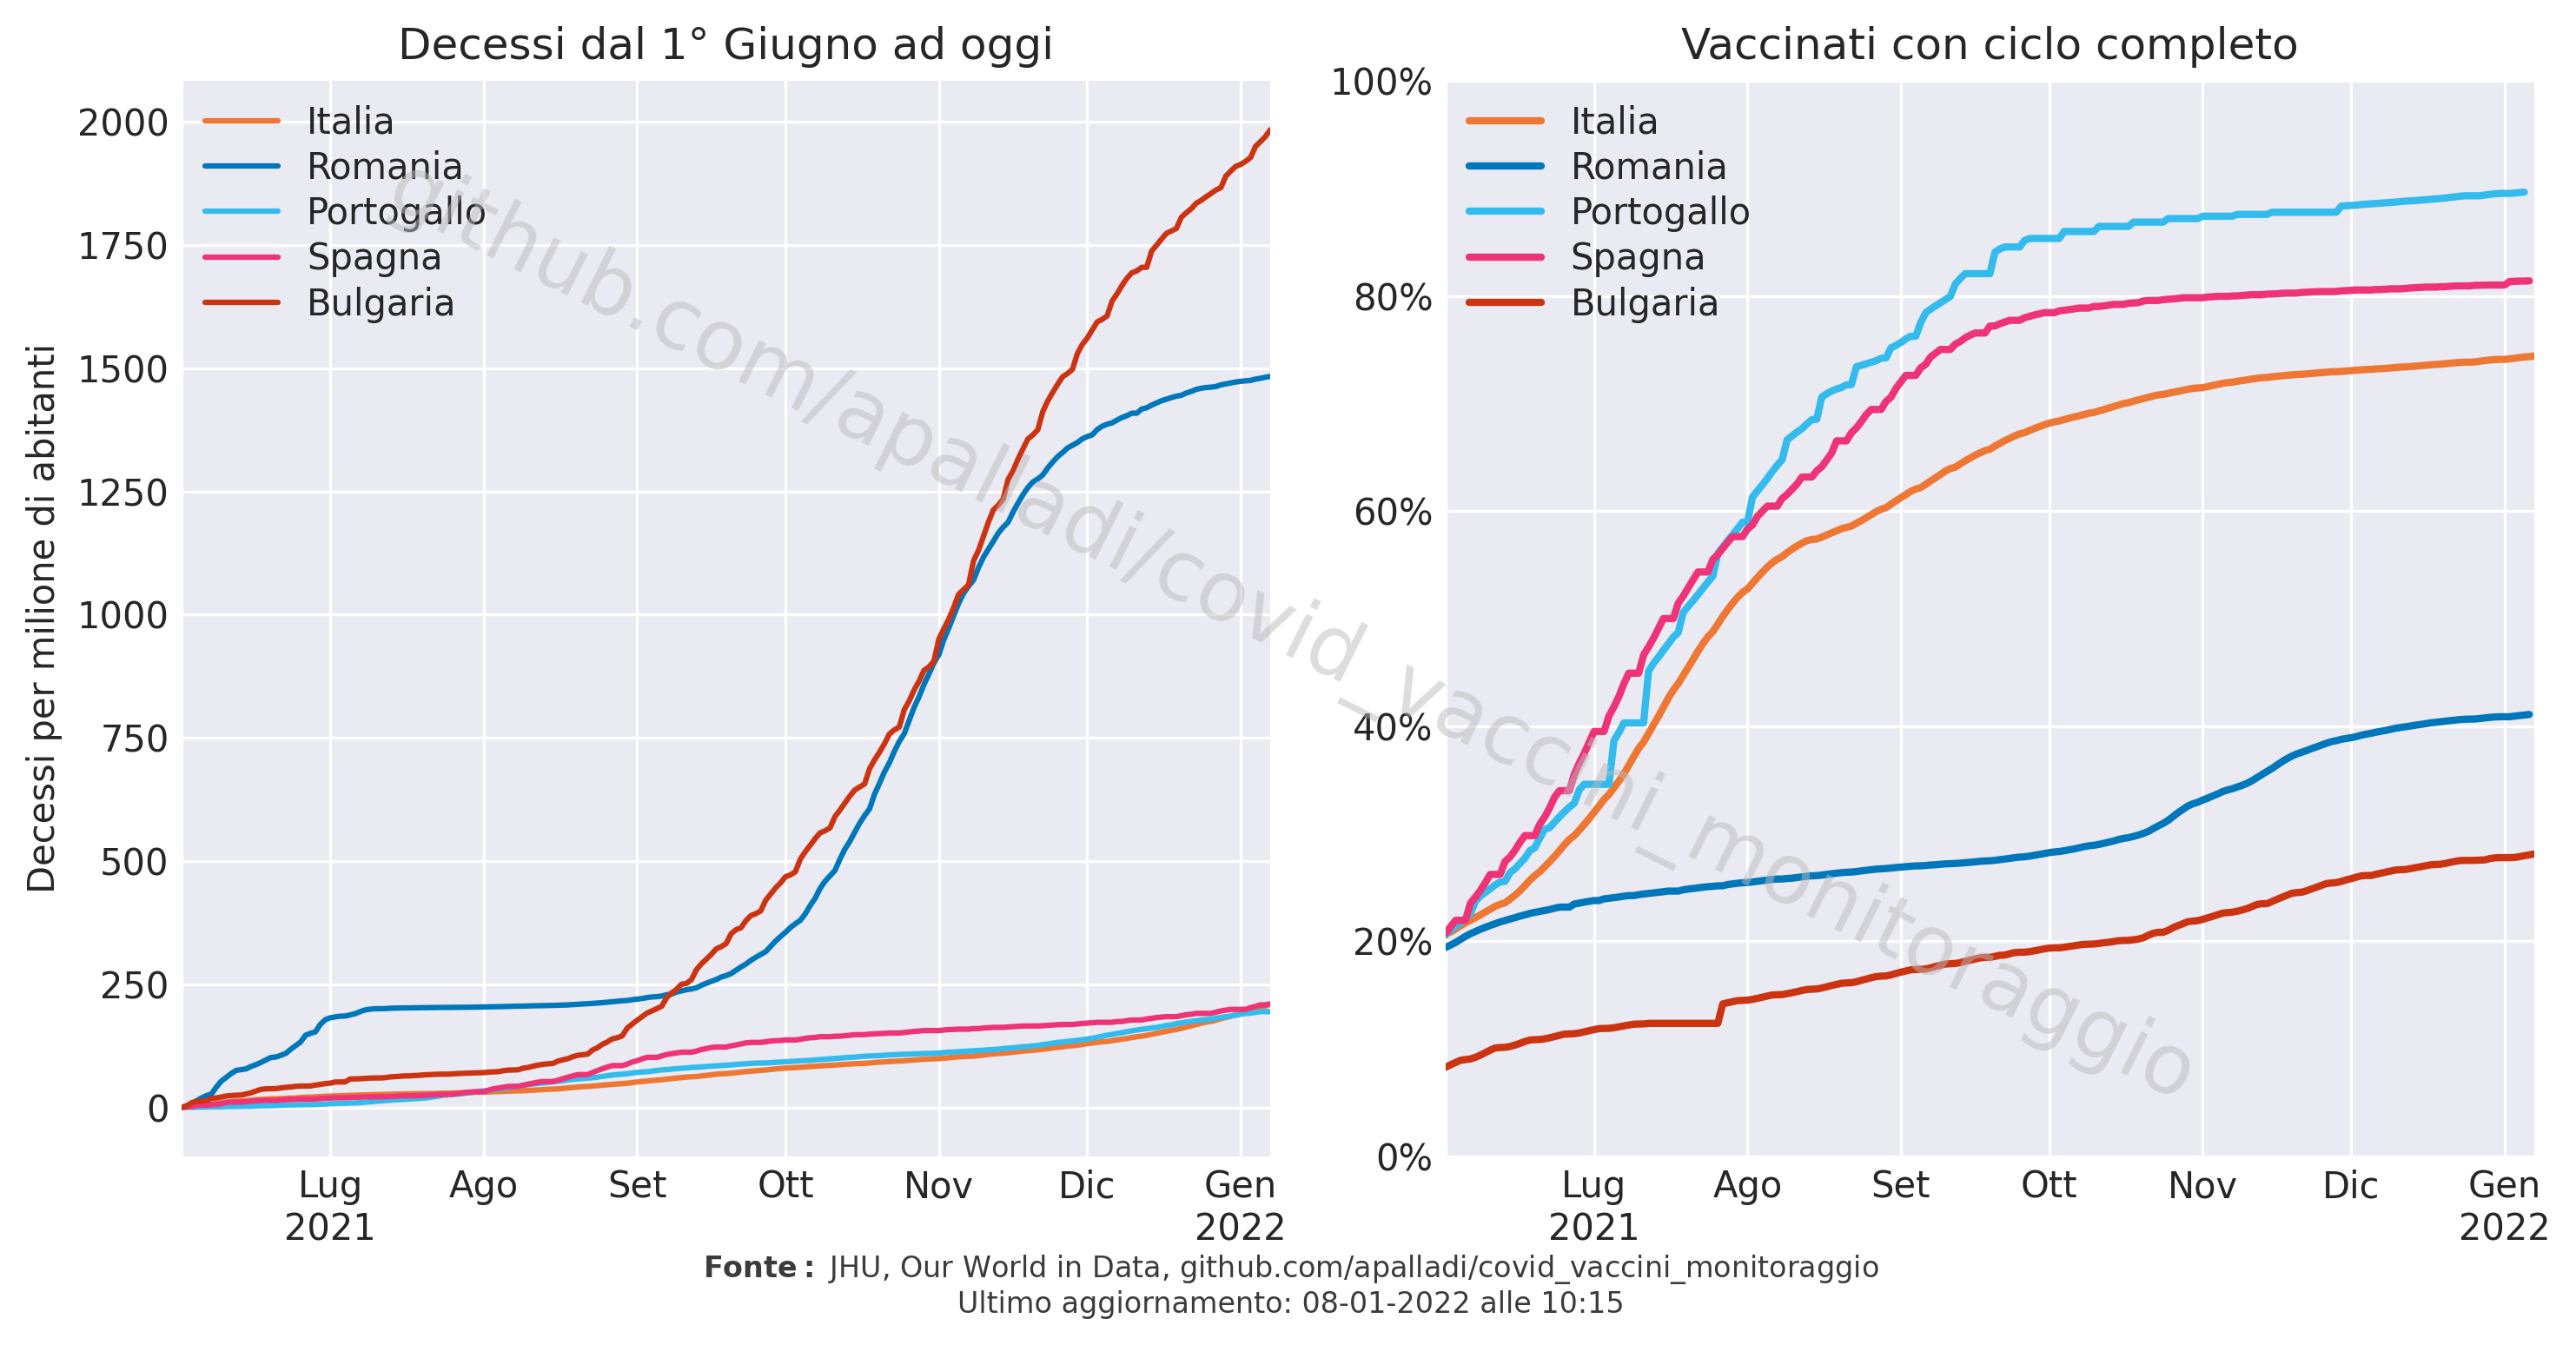 Decessi dal 1° Giugno ad oggi
Decessi per milione di abitanti
2000
1750
1500
1250
1000
750
500
250
0
Italia
Romania
Portogallo
Spagna
Bulgaria
Lug
2021
Ago
Set
Ott
Nov
Dic
Gen
2022
Vaccinati con ciclo completo
100%
80%
60%
40%
20%
0%
Italia
Romania
Portogallo
Spagna
Bulgaria
Lug
2021
Ago
Set
Ott
Nov
Dic
Gen
2022
github.com/apalladi/covid_vaccini_monitoraggio
Fonte: JHU, Our World in Data, github.com/apalladi/covid_vaccini_monitoraggio
Ultimo aggiornamento: 08-01-2022 alle 10:15